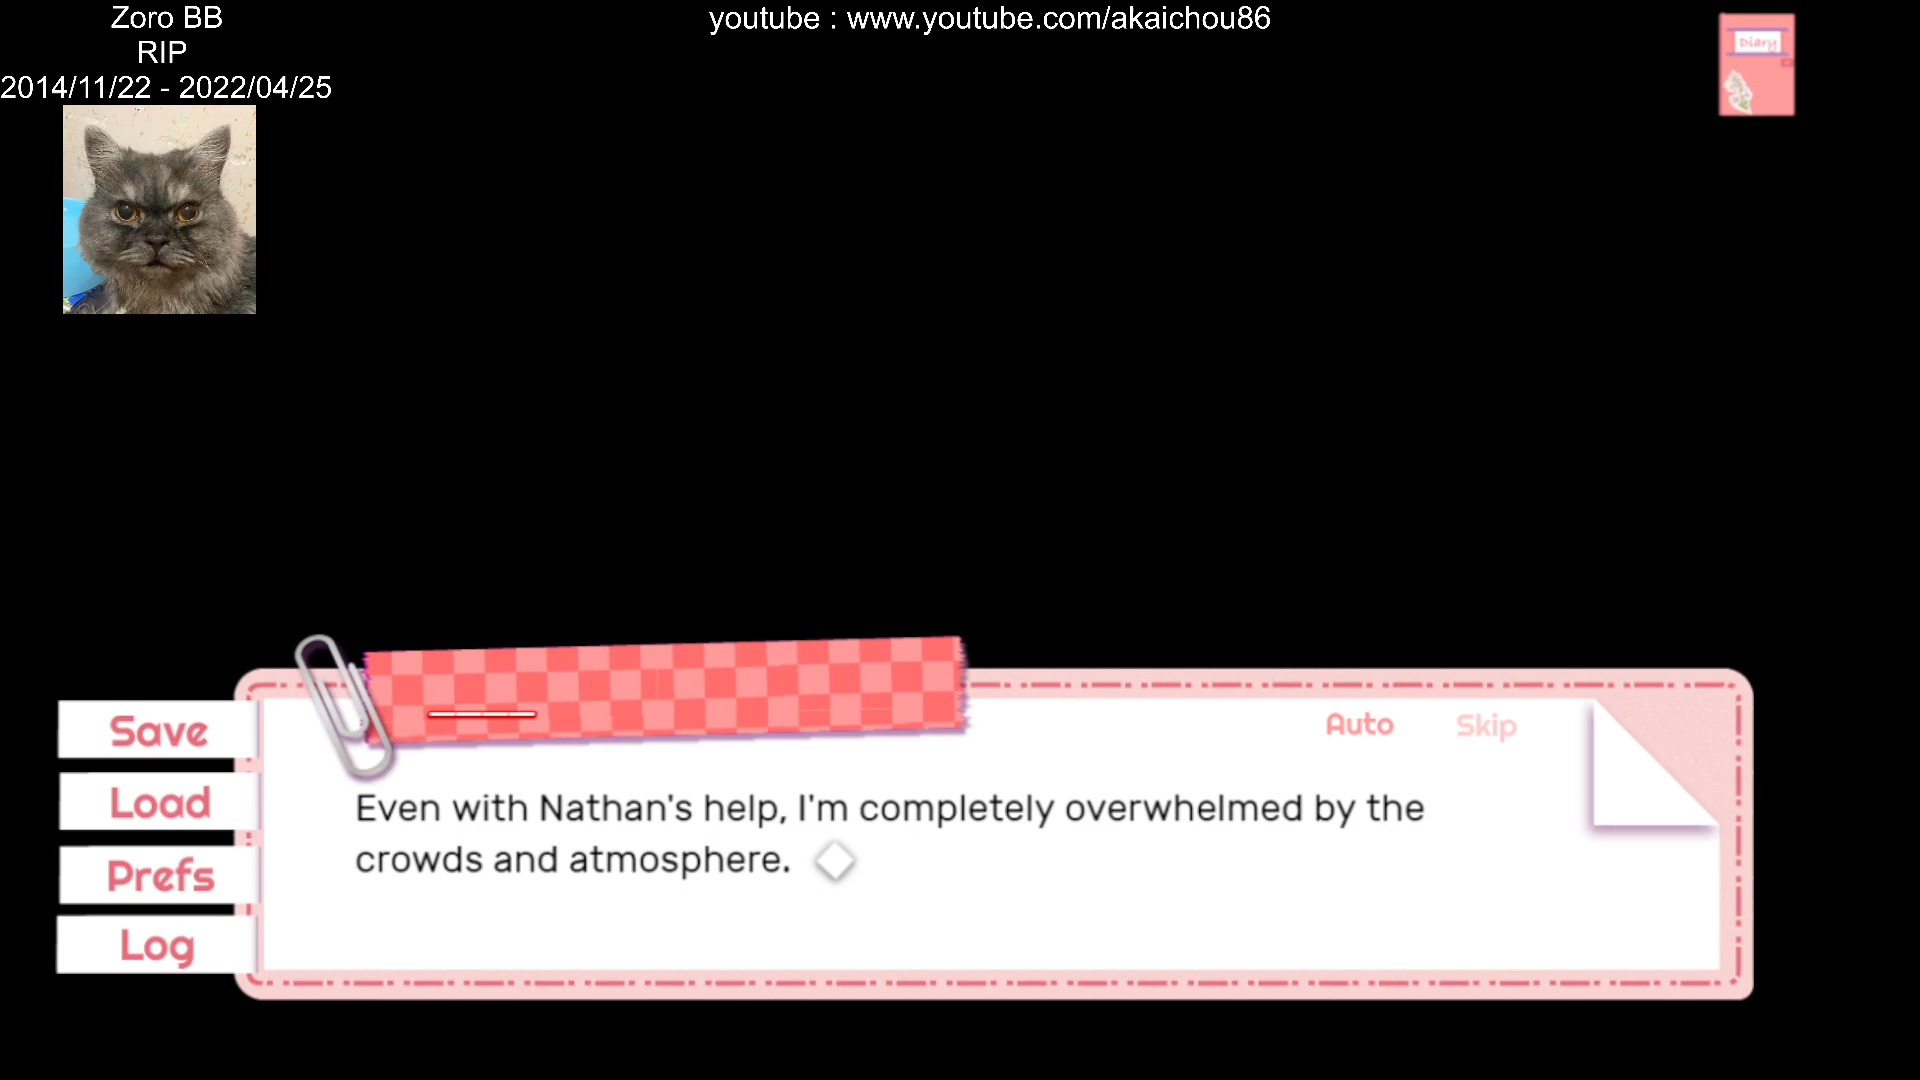 Zoro BB
RIP
2014/11/22 - 2022/04/25
youtube : www.youtube.com/akaichou86
Diary
Auto
Skip
Save
Load
Prefs
Log
Even with Nathan's help, I'm completely overwhelmed by the
crowds and atmosphere.